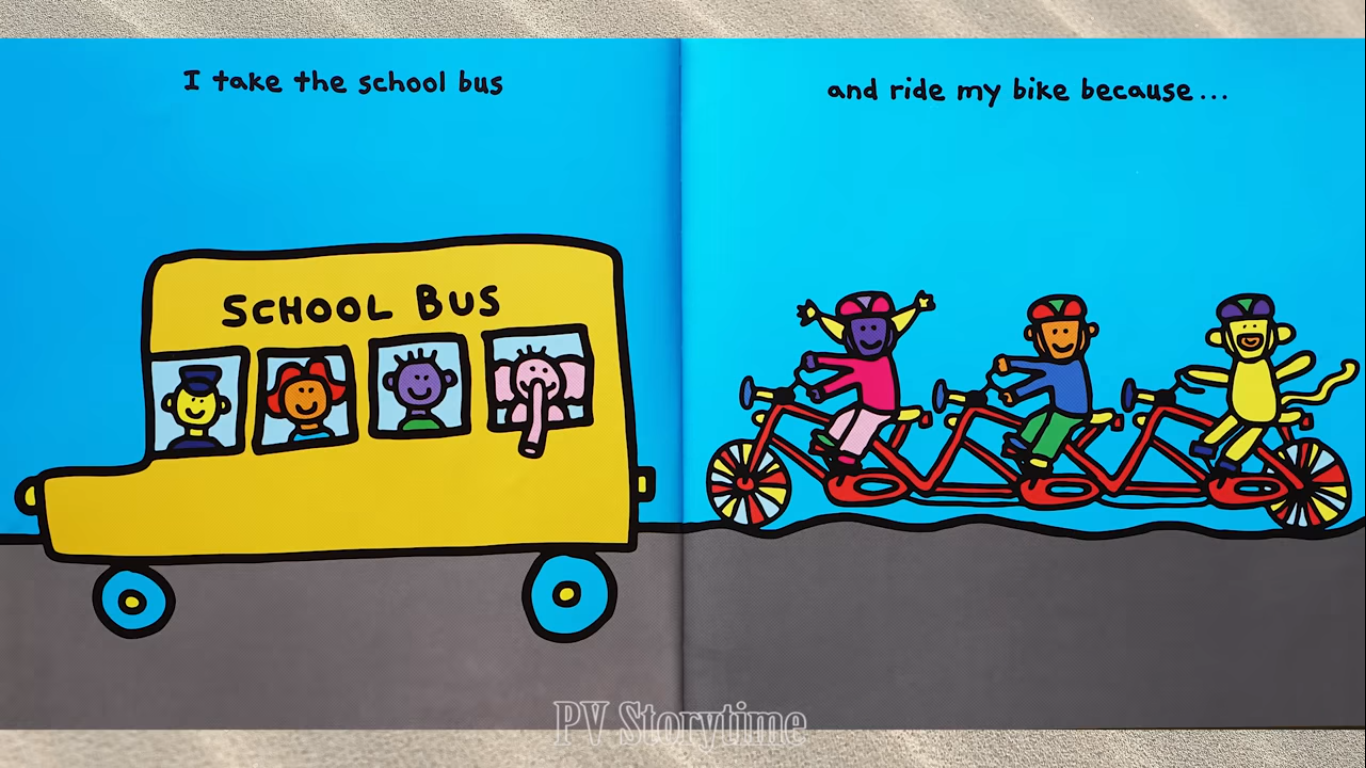 I take the school bus
and ride my bike because...
SCHOOL BUS
PV Storytime